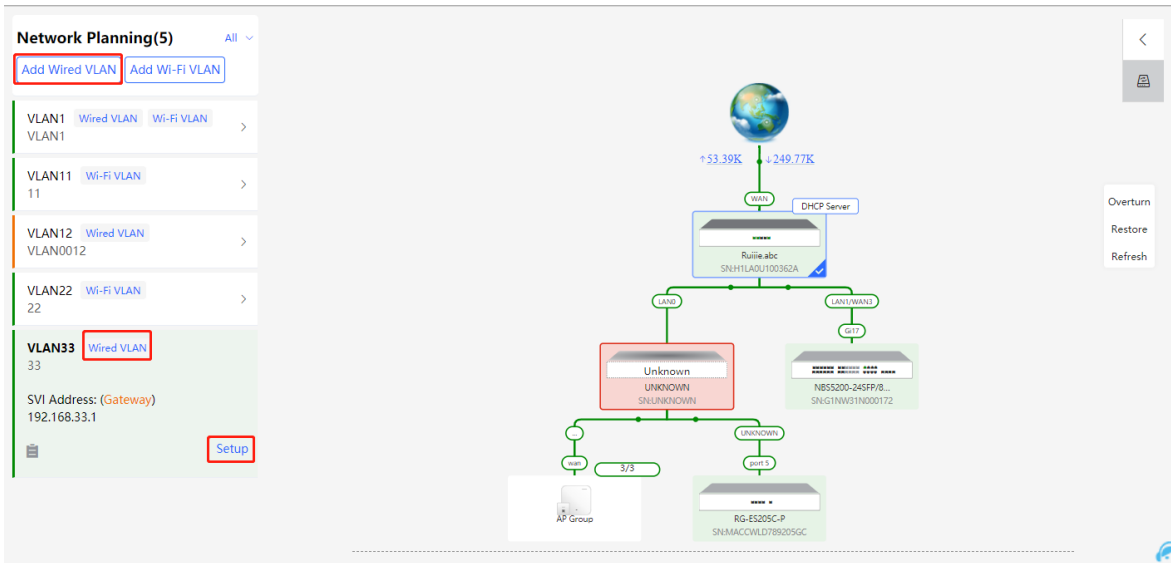 Network Planning(5)
All
Add Wired VLAN
Add Wi-Fi VLAN
VLAN1 Wired VLAN Wi-Fi VLAN
VLAN1
VLAN11 Wi-Fi VLAN
11
VLAN12 Wired VLAN
VLAN0012
VLAN22 Wi-Fi VLAN
22
VLAN33 Wired VLAN
33
SVI Address: (Gateway)
192.168.33.1
Setup
↑53.39K ↓249.77K
WAN
DHCP Server
Ruijie.abc
SN:H1LA0U100362A
LAN0
LAN1/WAN3
Gi17
Unknown
UNKNOWN
SN:UNKNOWN
NBS5200-24SFP/8...
SN:G1NW31N000172
...
UNKNOWN
wan
3/3
port 5
AP Group
RG-ES205C-P
SN:MACCWLD789205GC
Overturn
Restore
Refresh